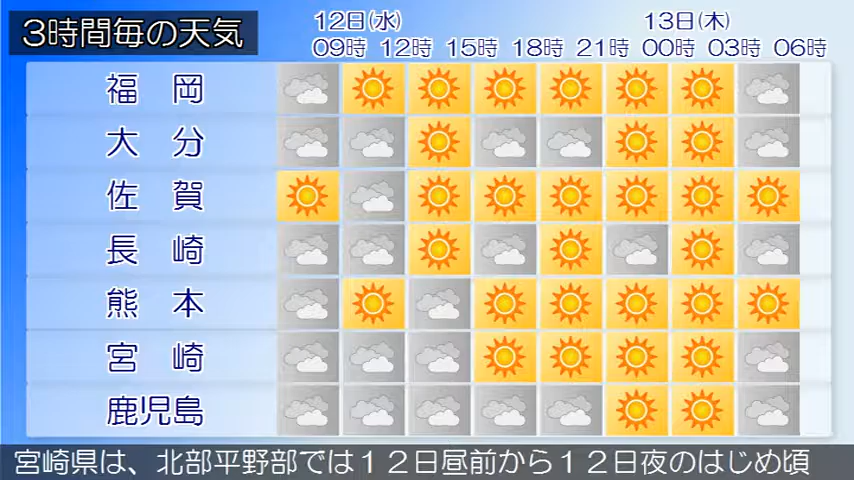 3時間毎の天気
12日(水) 13日(木)
09時 12時 15時 18時 21時 00時 03時 06時
福岡
大分
佐賀
長崎
熊本
宮崎
鹿児島
宮崎県は、北部平野部では１２日昼前から１２日夜のはじめ頃